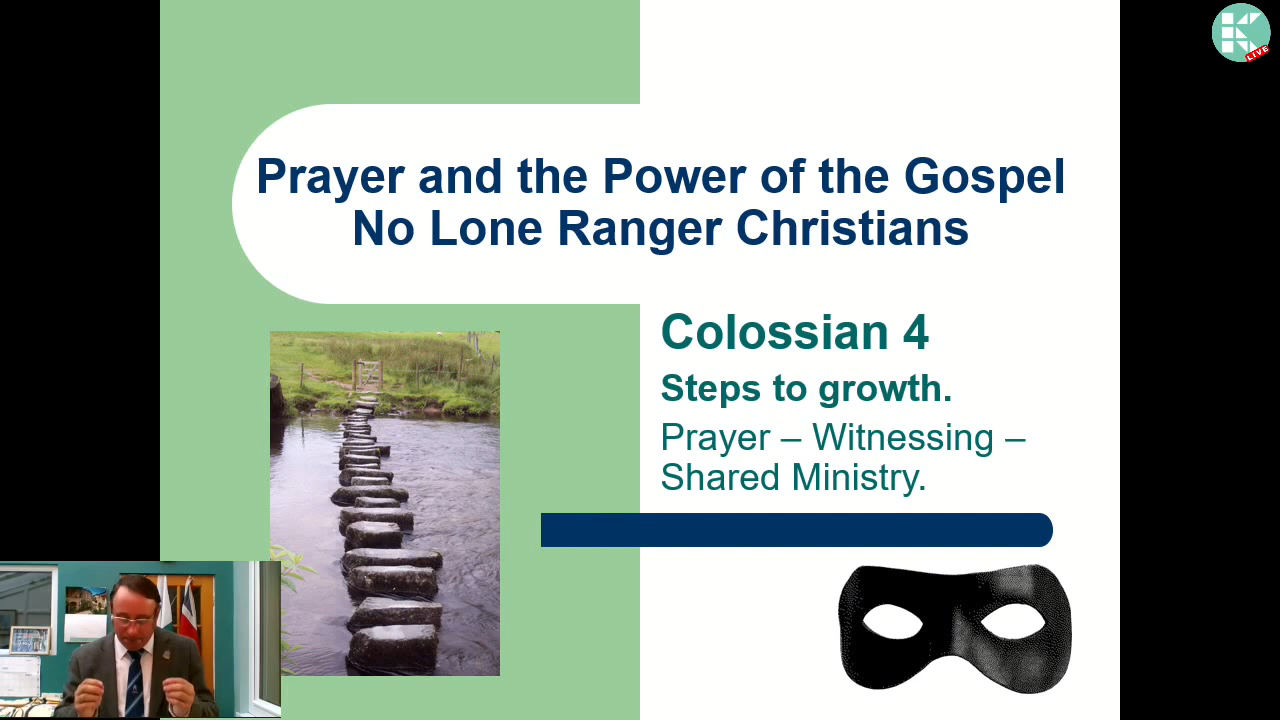 LIVE
Prayer and the Power of the Gospel
No Lone Ranger Christians
Colossian 4
Steps to growth.
Prayer – Witnessing –
Shared Ministry.